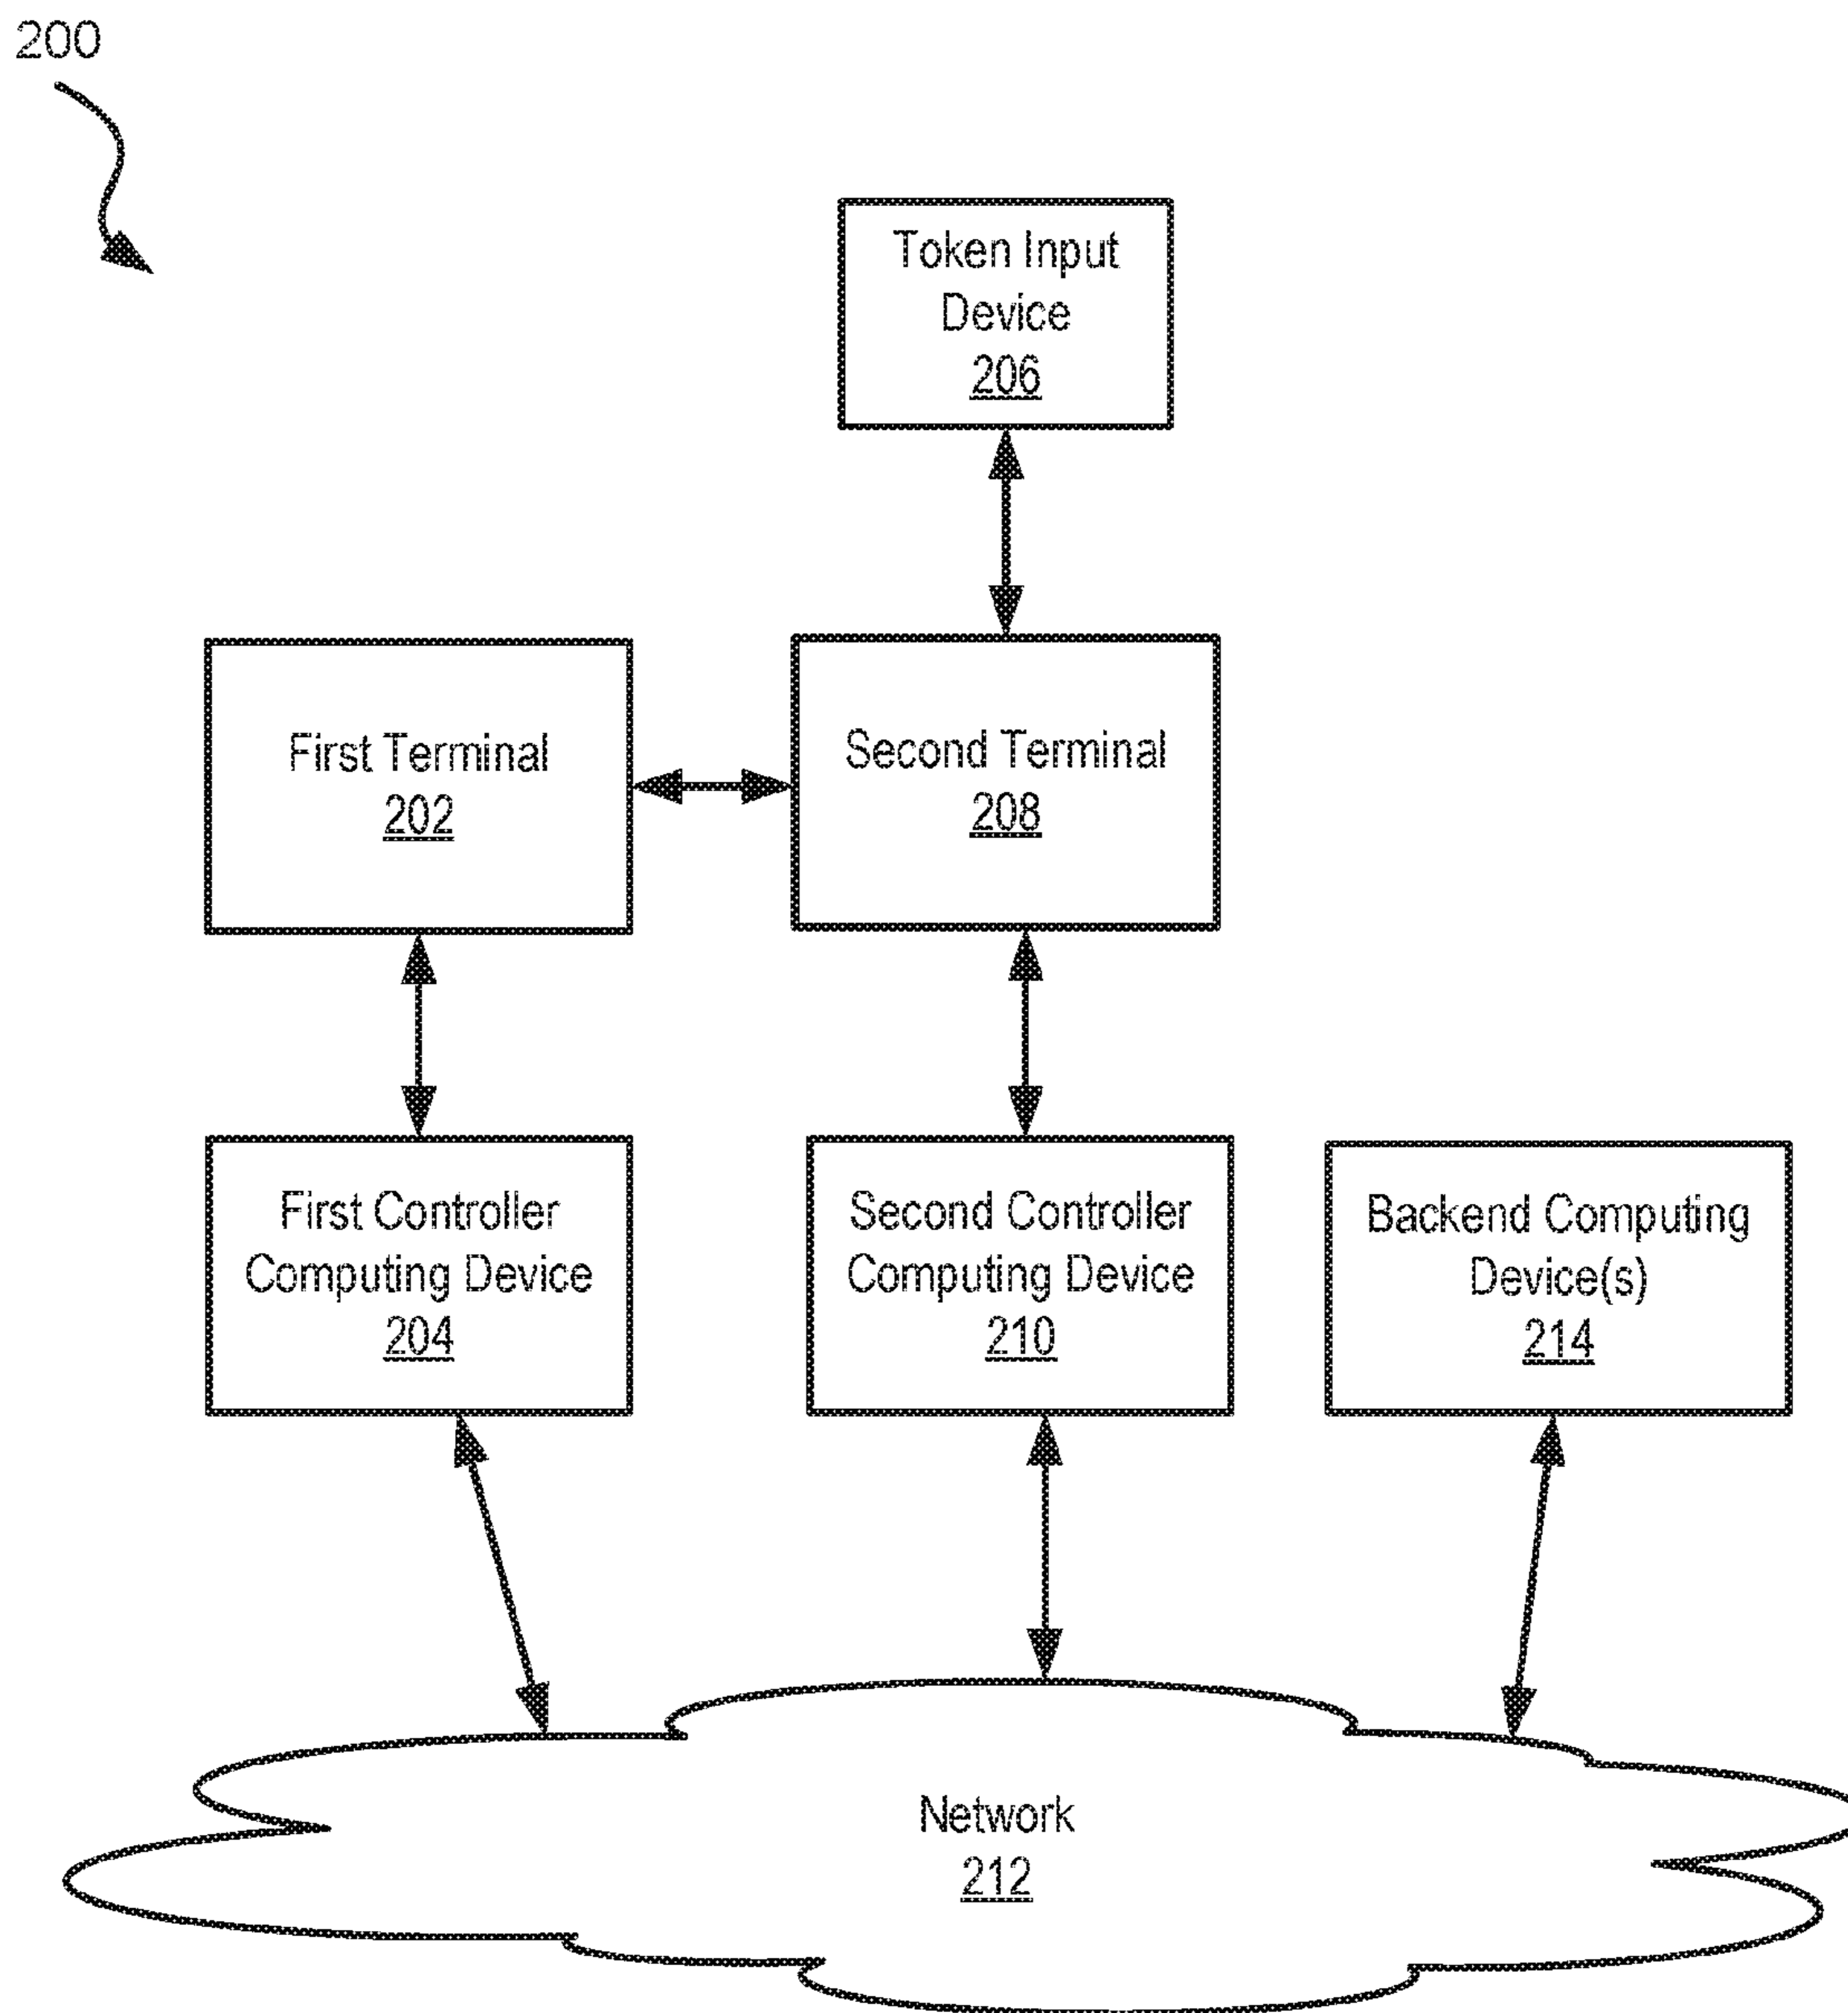 200
Token Input
Device
206
First Terminal
202
Second Terminal
208
First Controller
Computing Device
204
Second Controller
Computing Device
210
Backend Computing
Device(s)
214
Network
212